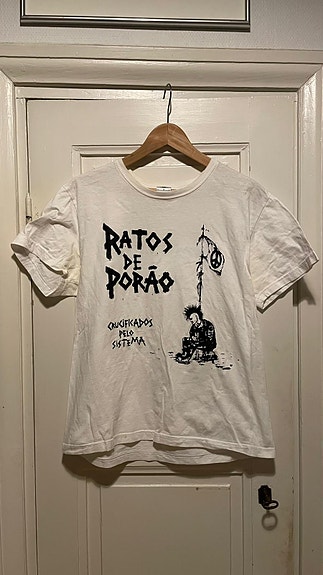 RATOS
DE
PORÃO
CRUCIFICADOS
PELO
SISTEMA